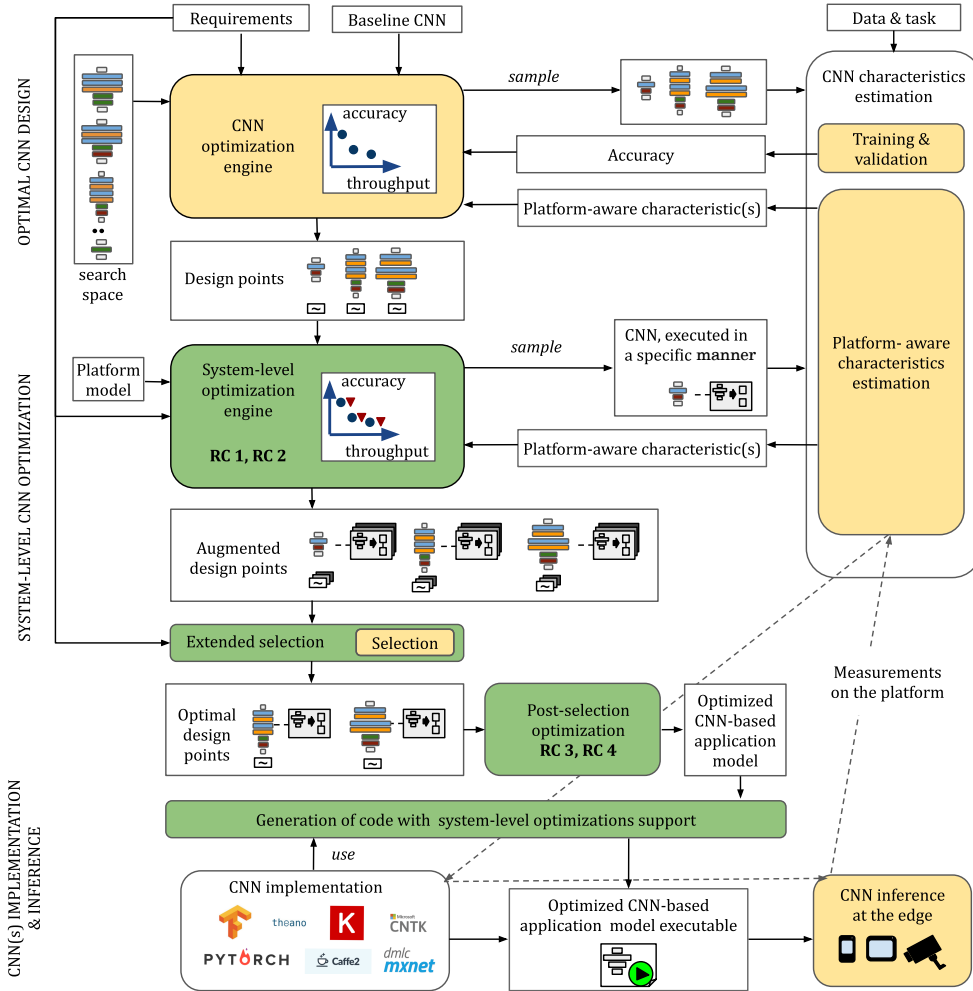 Requirements
Baseline CNN
Data & task
OPTIMAL CNN DESIGN
search
space
CNN
optimization
engine
accuracy
throughput
sample
CNN characteristics
estimation
Training &
validation
Accuracy
Platform-aware characteristic(s)
Design points
~
~
~
SYSTEM-LEVEL CNN OPTIMIZATION
Platform
model
System-level
optimization
engine
RC 1, RC 2
accuracy
throughput
sample
CNN, executed in
a specific manner
Platform-aware characteristic(s)
Platform- aware
characteristics
estimation
Augmented
design points
~
~
~
Extended selection
Selection
Optimal
design
points
~
~
Post-selection
optimization
RC 3, RC 4
Optimized
CNN-based
application
model
Measurements
on the platform
CNN(s) IMPLEMENTATION
& INFERENCE
Generation of code with system-level optimizations support
use
CNN implementation
theano
K
Microsoft
CNTK
PYTORCH
Caffe2
dmlc
mxnet
Optimized CNN-based
application model executable
CNN inference
at the edge